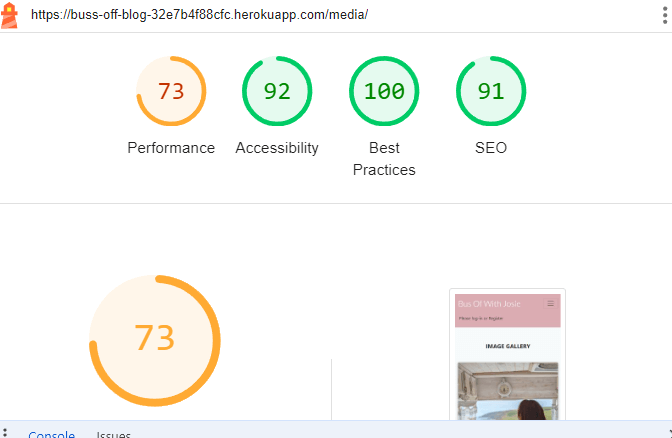 https://buss-off-blog-32e7b4f88cfc.herokuapp.com/media/
73
92
100
91
Performance
Accessibility
Best
Practices
SEO
73
Bus Of With Josie
Please log in or Register
IMAGE GALLERY
Console
Issues